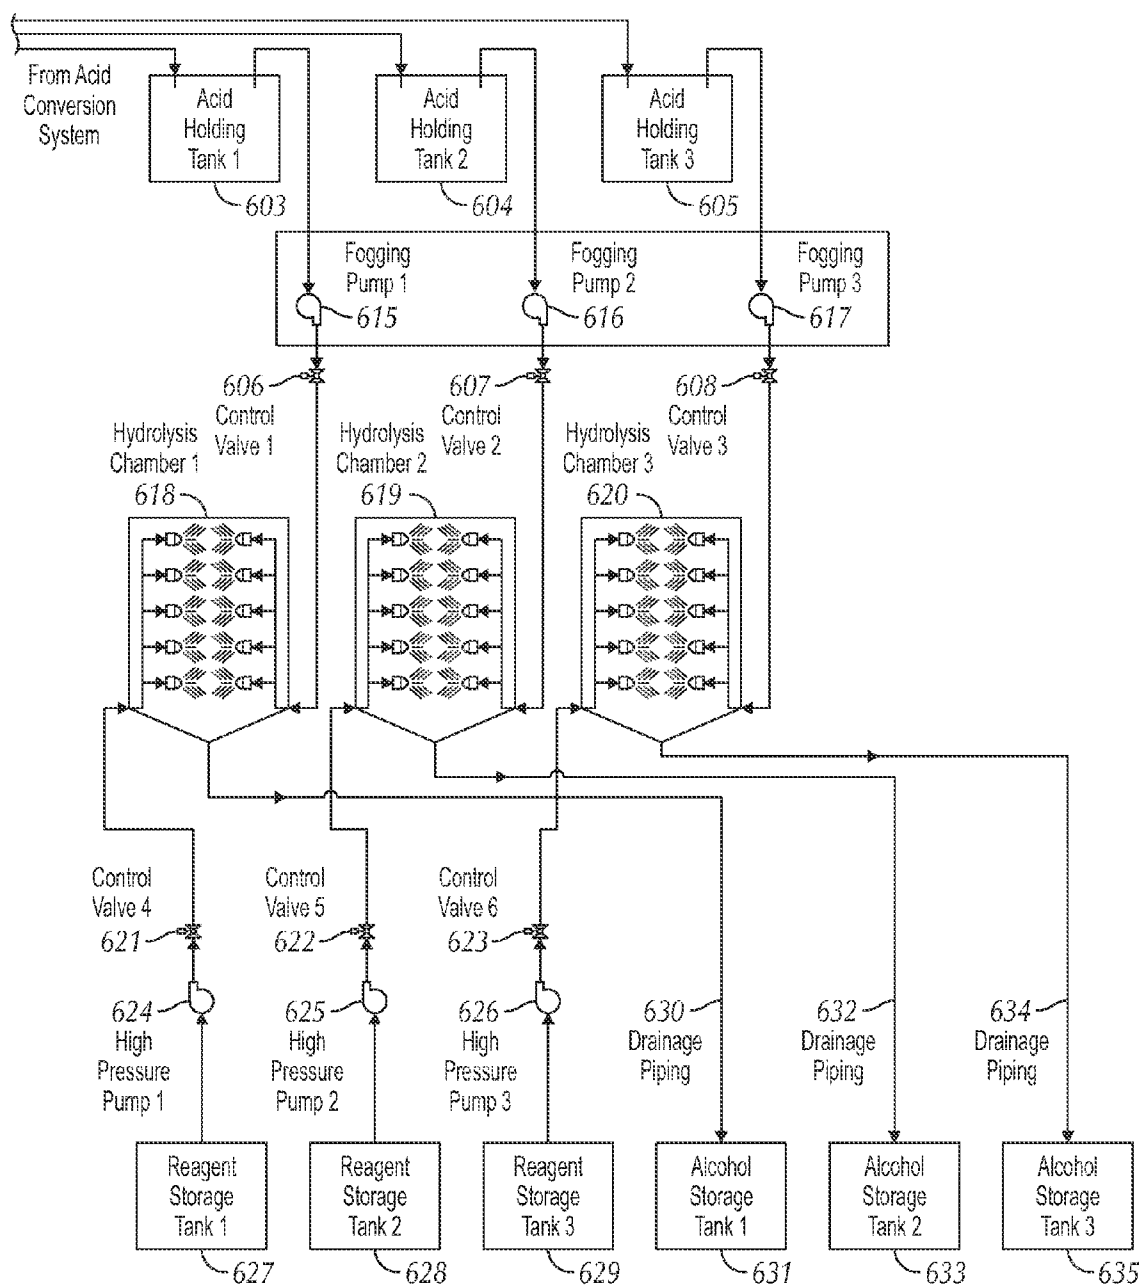 From Acid
Conversion
System
Acid
Holding
Tank 1
603
Acid
Holding
Tank 2
604
Acid
Holding
Tank 3
605
Fogging
Pump 1
615
Fogging
Pump 2
616
Fogging
Pump 3
617
606
Control
Valve 1
607
Control
Valve 2
608
Control
Valve 3
Hydrolysis
Chamber 1
618
Hydrolysis
Chamber 2
619
Hydrolysis
Chamber 3
620
Control
Valve 4
621
Control
Valve 5
622
Control
Valve 6
623
624
High
Pressure
Pump 1
625
High
Pressure
Pump 2
626
High
Pressure
Pump 3
630
Drainage
Piping
632
Drainage
Piping
634
Drainage
Piping
Reagent
Storage
Tank 1
627
Reagent
Storage
Tank 2
628
Reagent
Storage
Tank 3
629
Alcohol
Storage
Tank 1
631
Alcohol
Storage
Tank 2
633
Alcohol
Storage
Tank 3
635